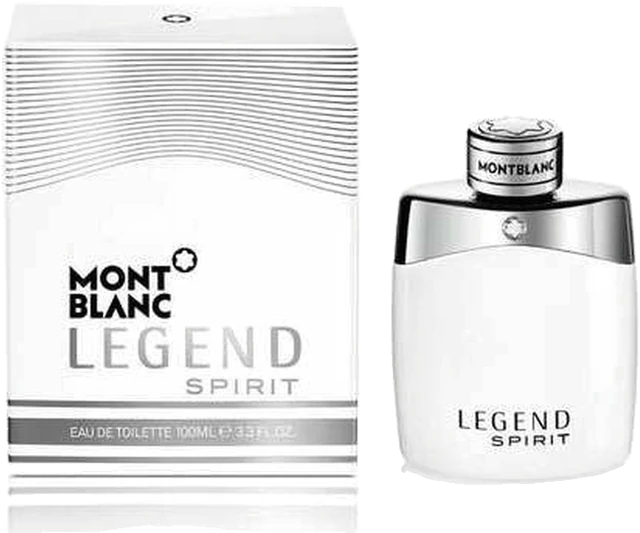 MONT
BLANC
LEGEND
SPIRIT
EAU DE TOILETTE 100ML ℮ 3.3 FL.OZ.
MONTBLANC
LEGEND
SPIRIT